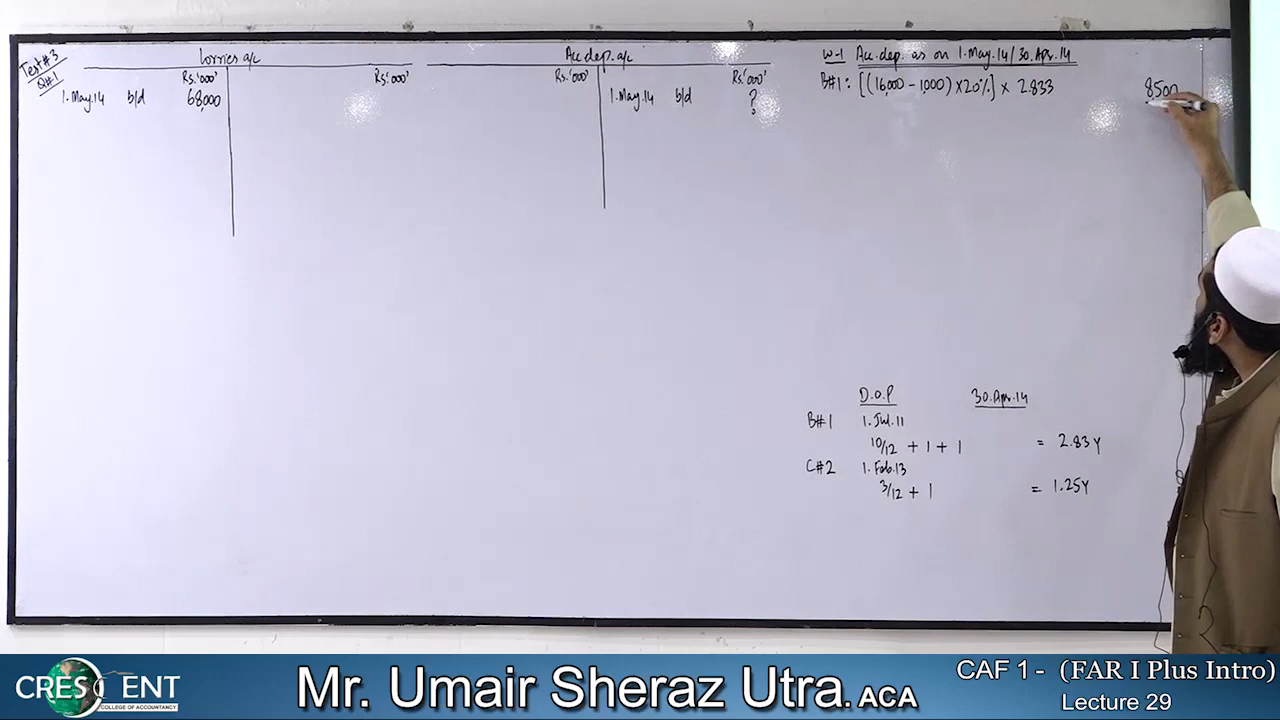 Test#3
Q#1
Lorries a/c
Rs.'000' Rs.'000'
1.May.14 b/d 68,000
Acc dep. a/c
Rs.'000' Rs.'000'
1.May.14 b/d ?
W-1 Acc. dep. as on 1.May.14/30.Apr.14
B#1: [((16,000 - 1,000) x 20%] x 2.833 8500
D.O.P 30.Apr.14
B#1 1.Jul.11
10/12 + 1 + 1 = 2.83Y
C#2 1.Feb.13
3/12 + 1 = 1.25Y
CRESCENT
COLLEGE OF ACCOUNTANCY
Mr. Umair Sheraz Utra. ACA
CAF 1 - (FAR I Plus Intro)
Lecture 29